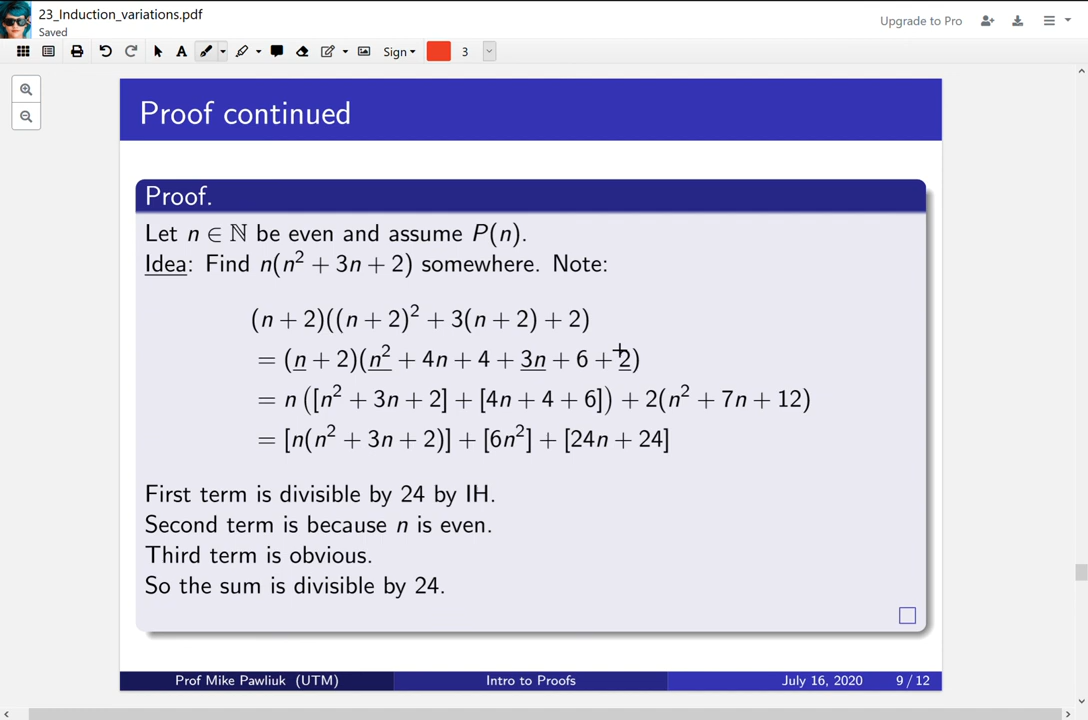 23_Induction_variations.pdf
Saved
Upgrade to Pro
A Sign 3
Proof continued
Proof.
Let n ∈ ℕ be even and assume P(n).
Idea: Find n(n² + 3n + 2) somewhere. Note:
(n + 2)((n + 2)² + 3(n + 2) + 2)
= (n + 2)(n² + 4n + 4 + 3n + 6 + 2)
= n ([n² + 3n + 2] + [4n + 4 + 6]) + 2(n² + 7n + 12)
= [n(n² + 3n + 2)] + [6n²] + [24n + 24]
First term is divisible by 24 by IH.
Second term is because n is even.
Third term is obvious.
So the sum is divisible by 24.
Prof Mike Pawliuk (UTM) Intro to Proofs July 16, 2020 9 / 12